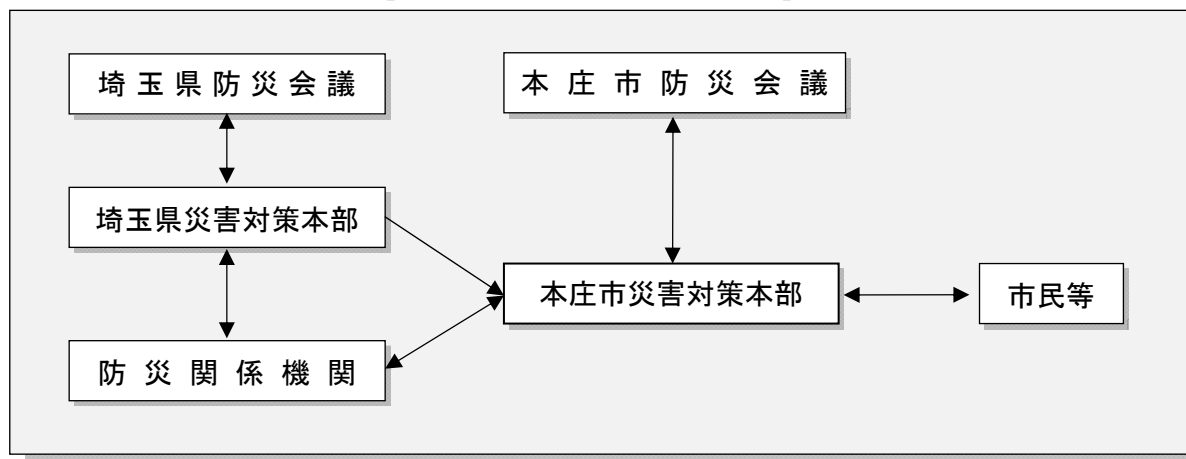 埼玉県防災会議
本庄市防災会議
埼玉県災害対策本部
本庄市災害対策本部
市民等
防災関係機関